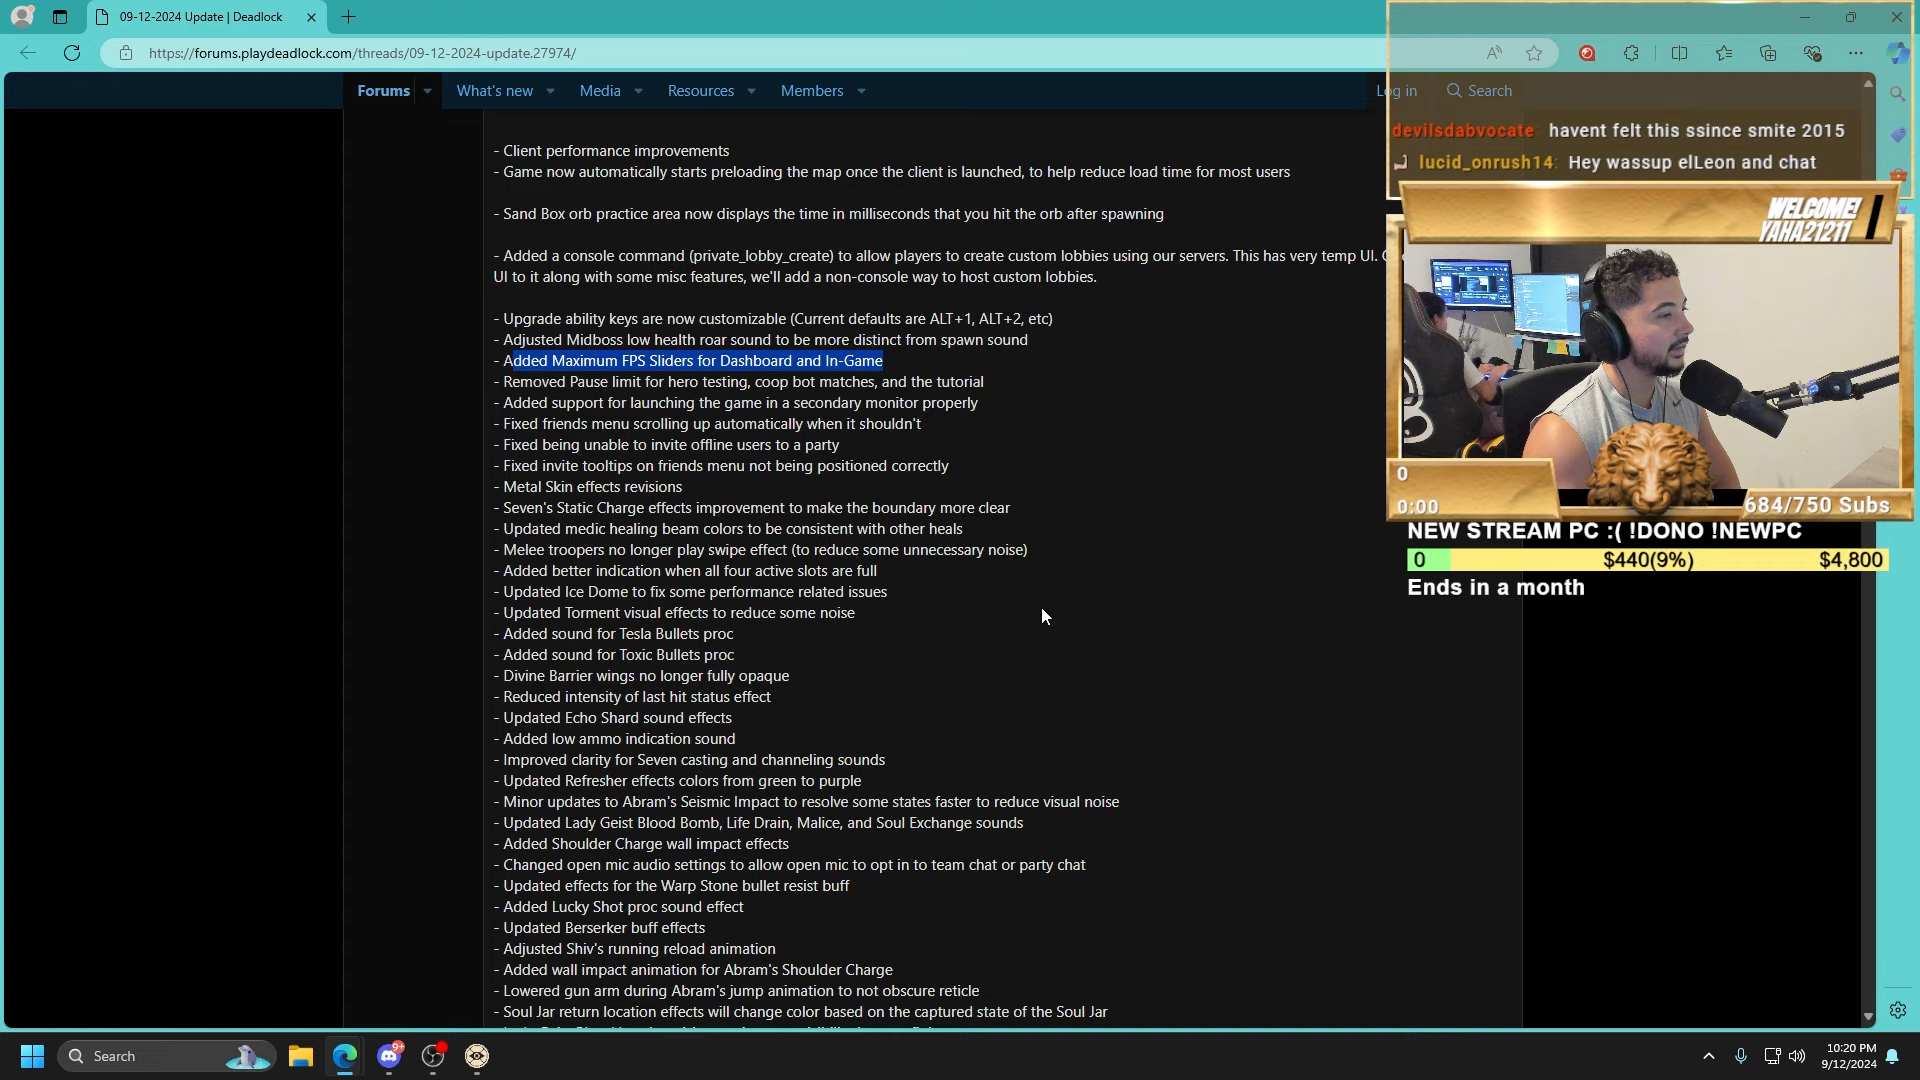 09-12-2024 Update | Deadlock
https://forums.playdeadlock.com/threads/09-12-2024-update.27974/
Forums What's new Media Resources Members Log in Search
- Client performance improvements
- Game now automatically starts preloading the map once the client is launched, to help reduce load time for most users
- Sand Box orb practice area now displays the time in milliseconds that you hit the orb after spawning
- Added a console command (private_lobby_create) to allow players to create custom lobbies using our servers. This has very temp UI.
UI to it along with some misc features, we'll add a non-console way to host custom lobbies.
- Upgrade ability keys are now customizable (Current defaults are ALT+1, ALT+2, etc)
- Adjusted Midboss low health roar sound to be more distinct from spawn sound
- Added Maximum FPS Sliders for Dashboard and In-Game
- Removed Pause limit for hero testing, coop bot matches, and the tutorial
- Added support for launching the game in a secondary monitor properly
- Fixed friends menu scrolling up automatically when it shouldn't
- Fixed being unable to invite offline users to a party
- Fixed invite tooltips on friends menu not being positioned correctly
- Metal Skin effects revisions
- Seven's Static Charge effects improvement to make the boundary more clear
- Updated medic healing beam colors to be consistent with other heals
- Melee troopers no longer play swipe effect (to reduce some unnecessary noise)
- Added better indication when all four active slots are full
- Updated Ice Dome to fix some performance related issues
- Updated Torment visual effects to reduce some noise
- Added sound for Tesla Bullets proc
- Added sound for Toxic Bullets proc
- Divine Barrier wings no longer fully opaque
- Reduced intensity of last hit status effect
- Updated Echo Shard sound effects
- Added low ammo indication sound
- Improved clarity for Seven casting and channeling sounds
- Updated Refresher effects colors from green to purple
- Minor updates to Abram's Seismic Impact to resolve some states faster to reduce visual noise
- Updated Lady Geist Blood Bomb, Life Drain, Malice, and Soul Exchange sounds
- Added Shoulder Charge wall impact effects
- Changed open mic audio settings to allow open mic to opt in to team chat or party chat
- Updated effects for the Warp Stone bullet resist buff
- Added Lucky Shot proc sound effect
- Updated Berserker buff effects
- Adjusted Shiv's running reload animation
- Added wall impact animation for Abram's Shoulder Charge
- Lowered gun arm during Abram's jump animation to not obscure reticle
- Soul Jar return location effects will change color based on the captured state of the Soul Jar
devilsdabvocate havent felt this ssince smite 2015
lucid_onrush14: Hey wassup elLeon and chat
WELCOME!
YAHA21211
0
0:00
684/750 Subs
NEW STREAM PC :( !DONO !NEWPC
0 $440(9%) $4,800
Ends in a month
Search
9+
10:20 PM
9/12/2024